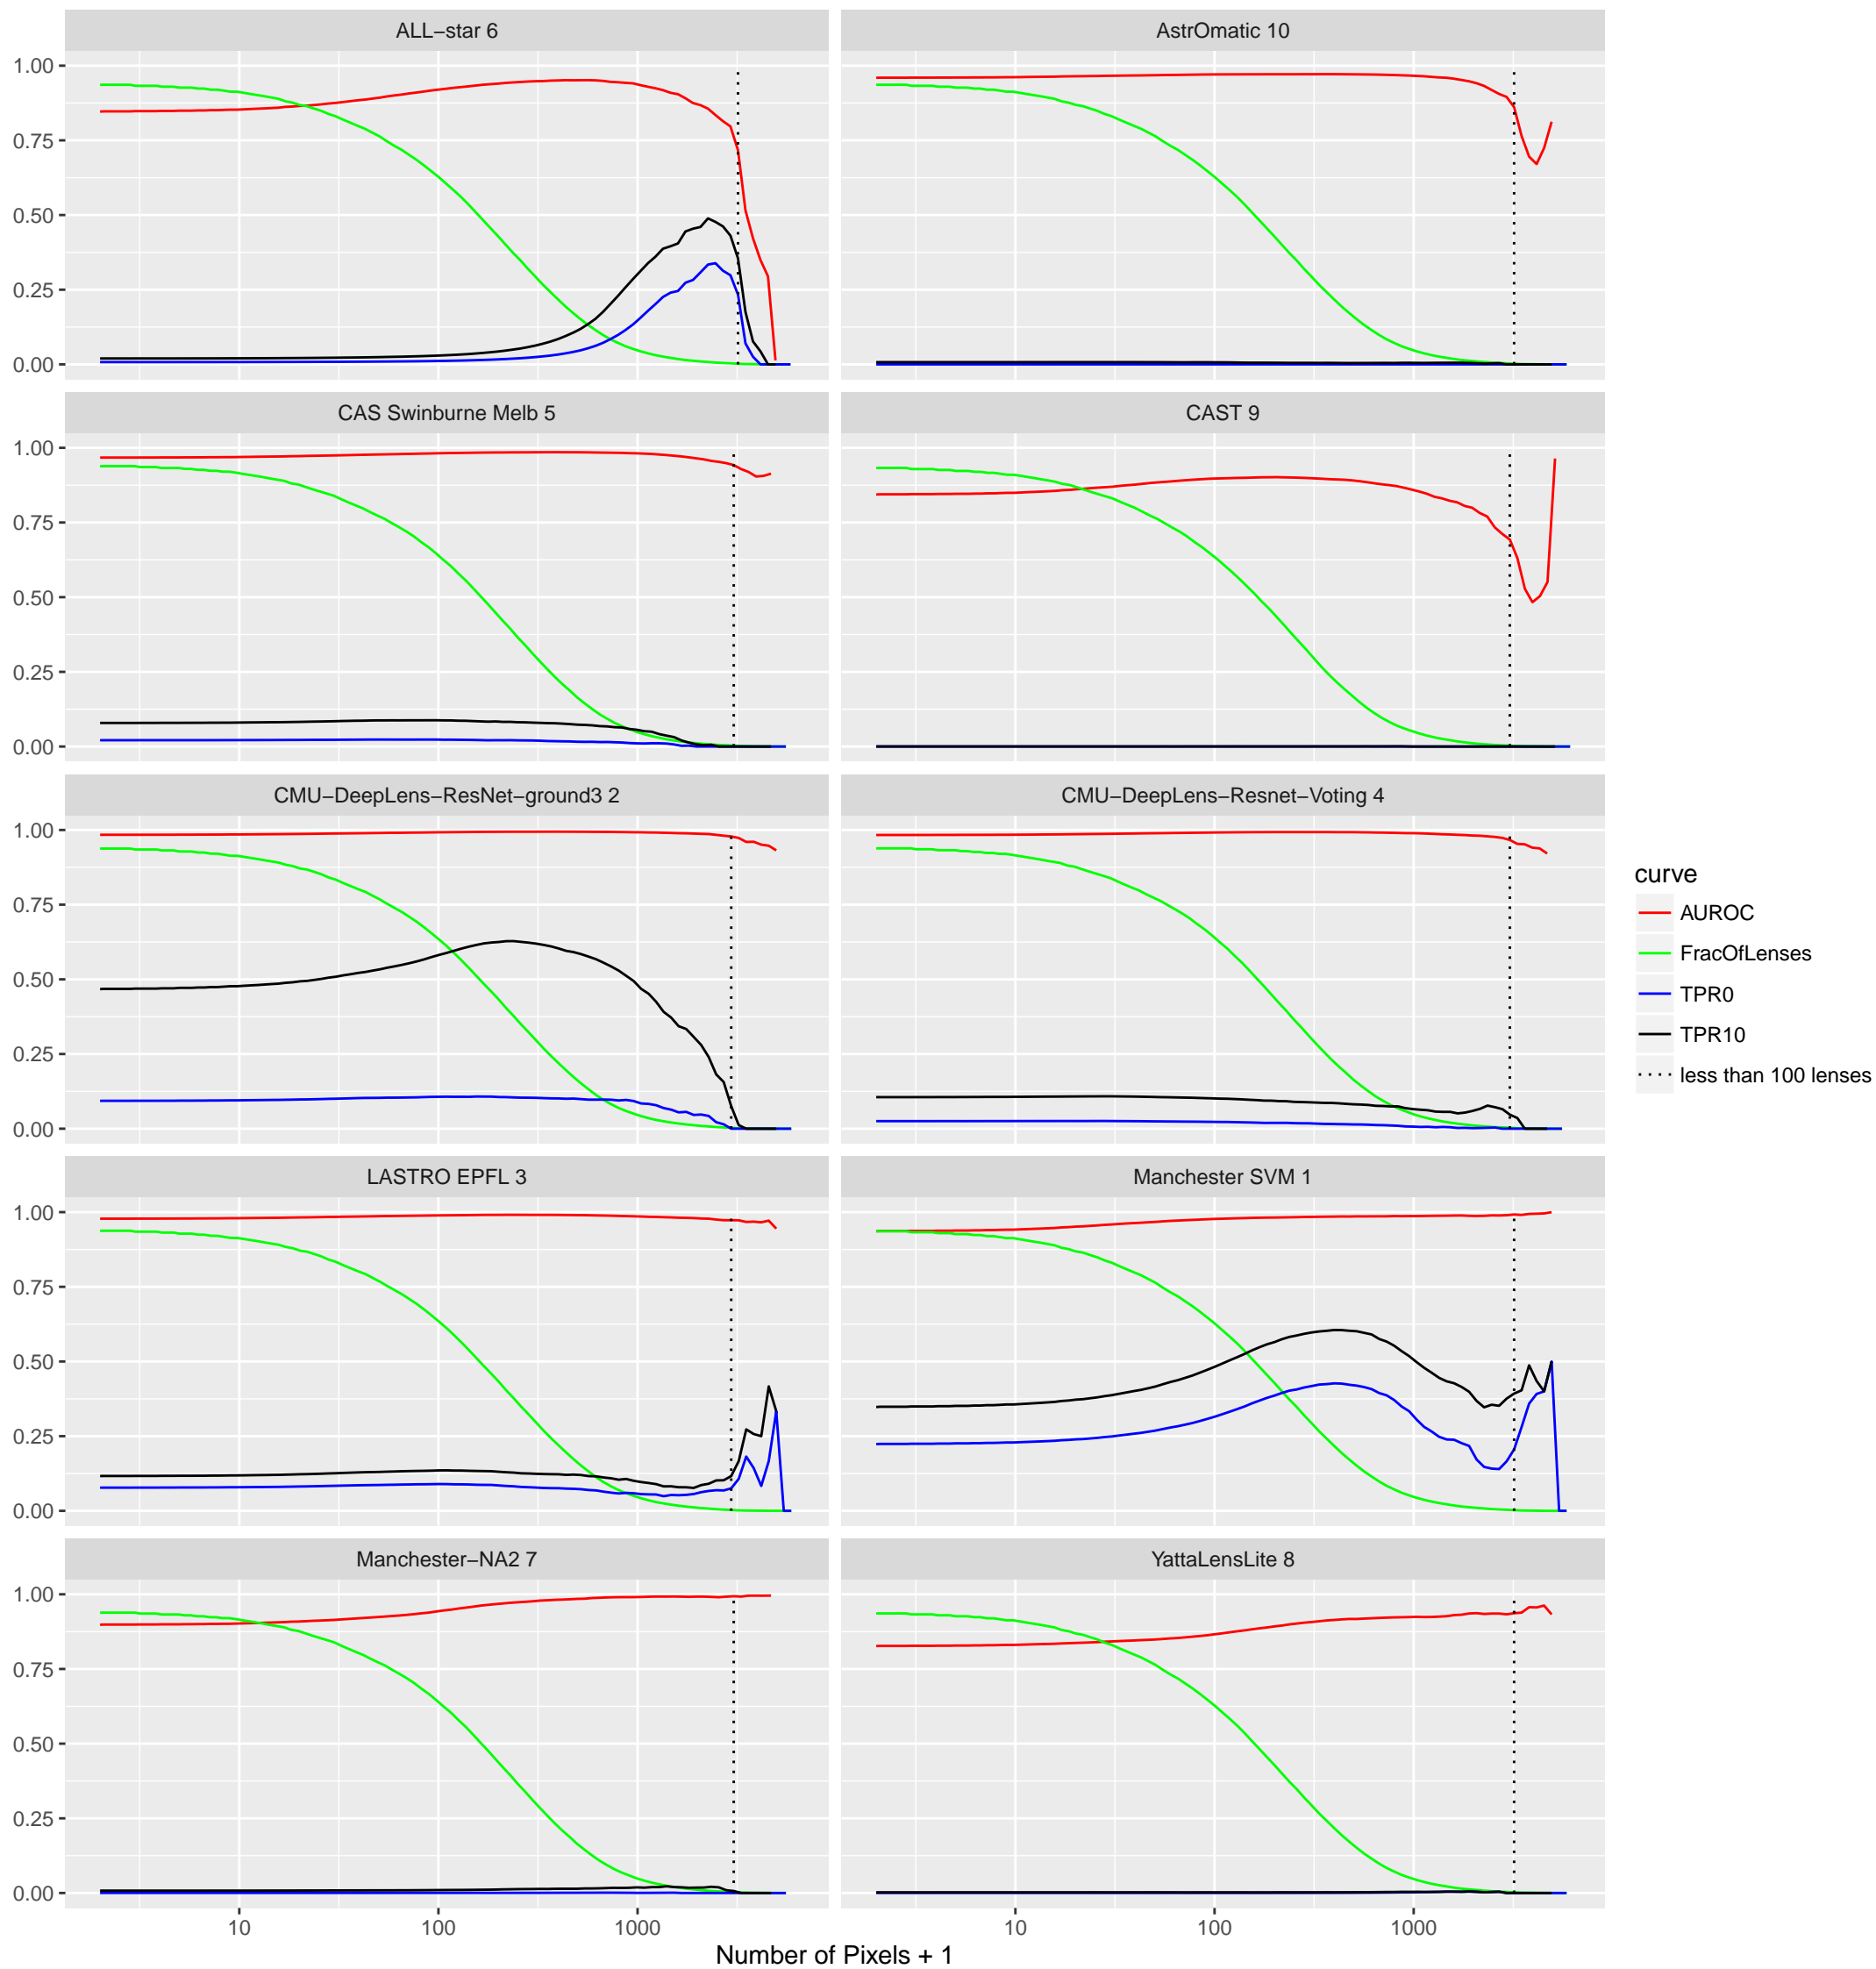 ALL−star 6
AstrOmatic 10
1.00
0.75
0.50
0.25
0.00
CAS Swinburne Melb 5
CAST 9
1.00
0.75
0.50
0.25
0.00
CMU−DeepLens−ResNet−ground3 2
CMU−DeepLens−Resnet−Voting 4
1.00
0.75
0.50
0.25
0.00
LASTRO EPFL 3
Manchester SVM 1
1.00
0.75
0.50
0.25
0.00
Manchester−NA2 7
YattaLensLite 8
1.00
0.75
0.50
0.25
0.00
10 100 1000
10 100 1000
Number of Pixels + 1
curve
AUROC
FracOfLenses
TPR0
TPR10
less than 100 lenses